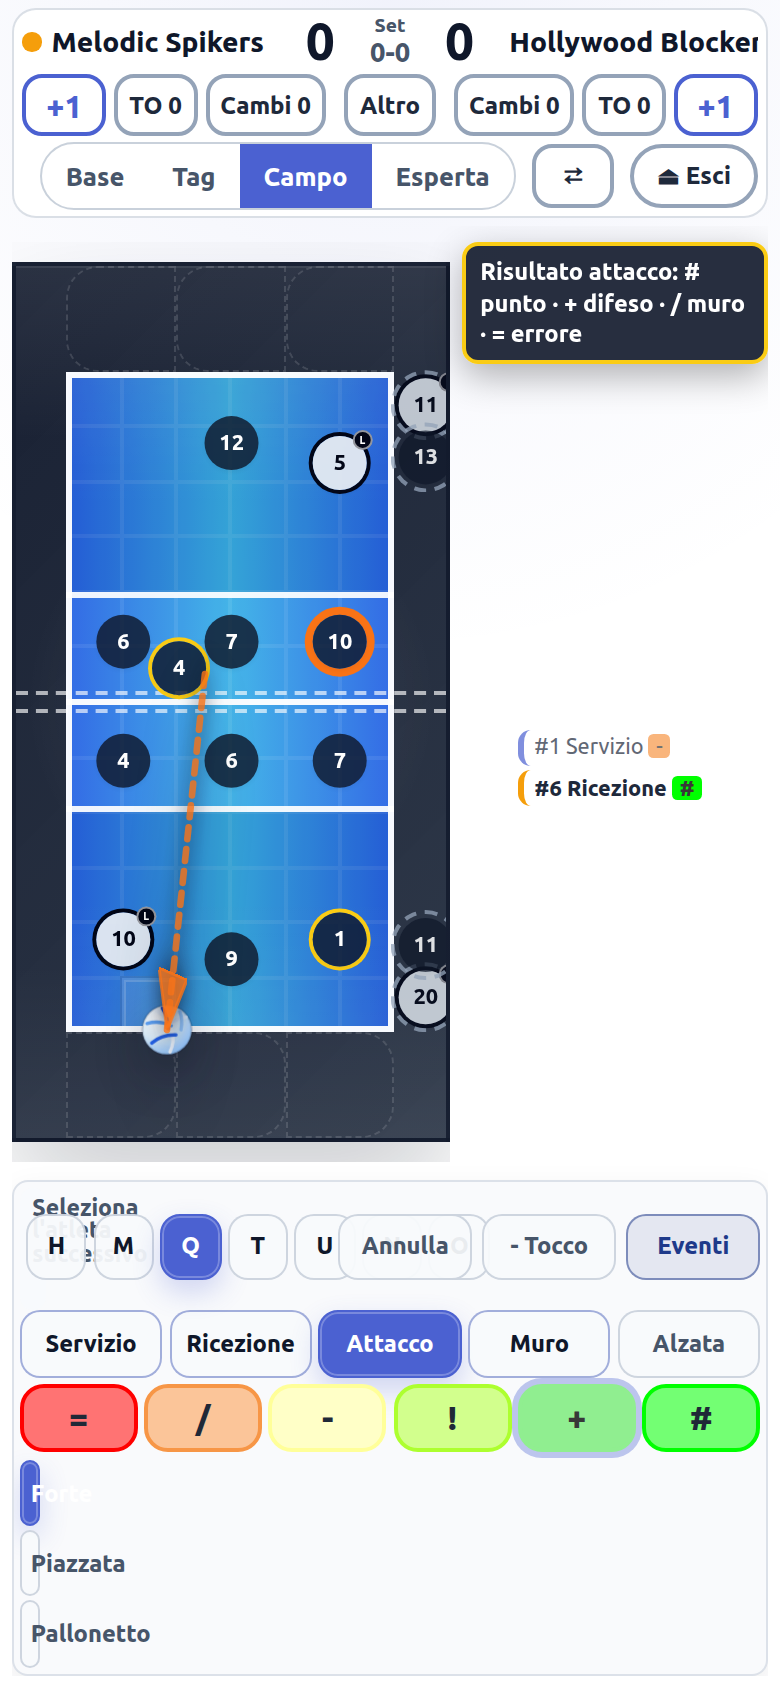 Melodic Spikers 0 Set 0-0 0 Hollywood Blocker
+1 TO 0 Cambi 0 Altro Cambi 0 TO 0 +1
Base Tag Campo Esperta ⇄ ⏏ Esci
Risultato attacco: #
punto · + difeso · / muro
· = errore
11
12
5 L
13
6 7 10
4
#1 Servizio -
4 6 7
#6 Ricezione #
10 L
1
11
9
20
Seleziona
l'atleta
successivo
H M Q T U Annulla O - Tocco Eventi
Servizio Ricezione Attacco Muro Alzata
= / - ! + #
Forte
Piazzata
Pallonetto